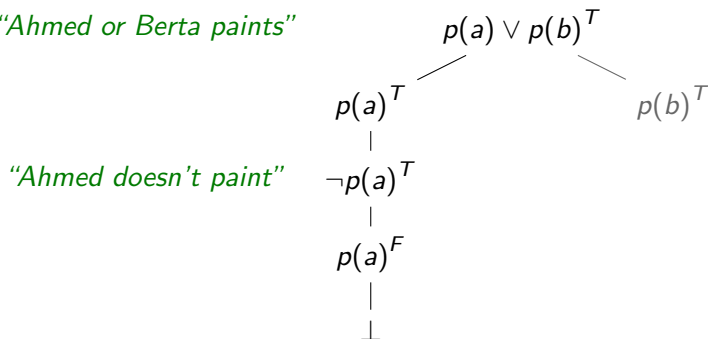 “Ahmed or Berta paints” p(a) ∨ p(b)ᵀ
p(a)ᵀ p(b)ᵀ
“Ahmed doesn’t paint” ¬p(a)ᵀ
p(a)ꟳ
⊥